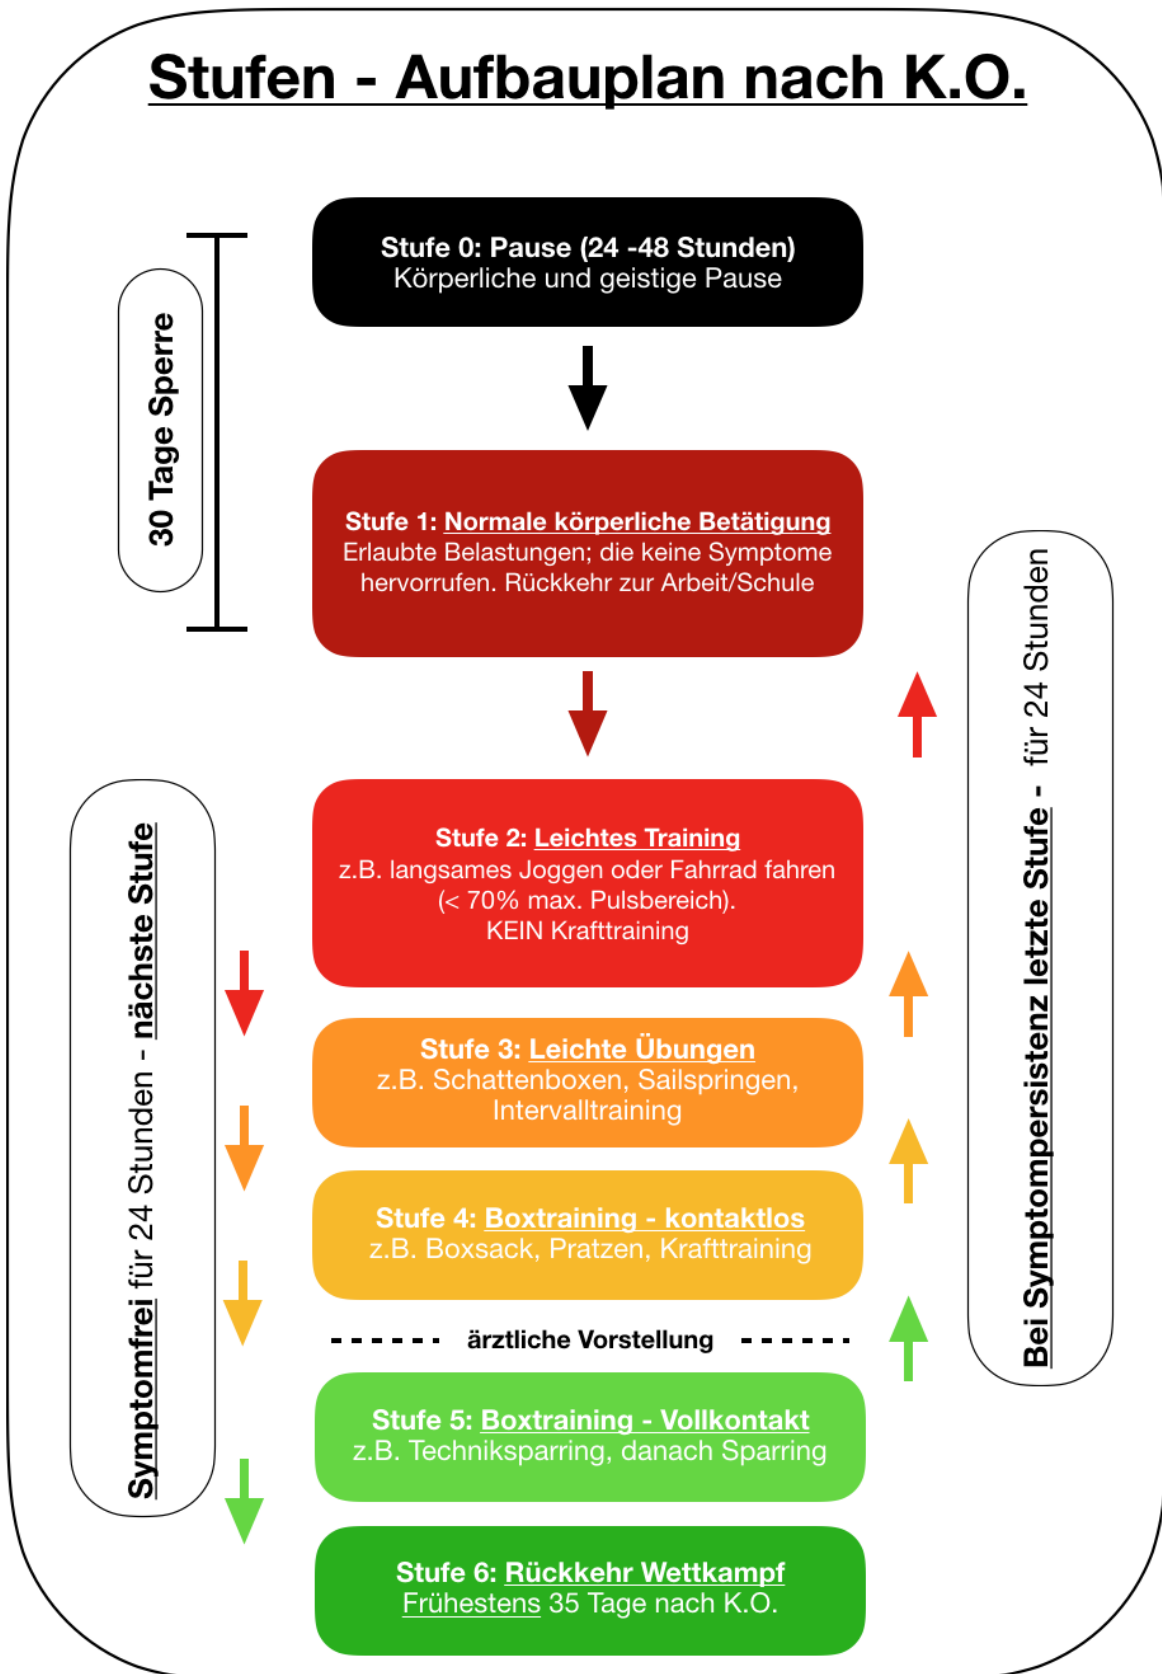 Stufen - Aufbauplan nach K.O.
Stufe 0: Pause (24 -48 Stunden)
Körperliche und geistige Pause
30 Tage Sperre
Stufe 1: Normale körperliche Betätigung
Erlaubte Belastungen; die keine Symptome
hervorrufen. Rückkehr zur Arbeit/Schule
Bei Symptompersistenz letzte Stufe - für 24 Stunden
Symptomfrei für 24 Stunden - nächste Stufe
Stufe 2: Leichtes Training
z.B. langsames Joggen oder Fahrrad fahren
(< 70% max. Pulsbereich).
KEIN Krafttraining
Stufe 3: Leichte Übungen
z.B. Schattenboxen, Sailspringen,
Intervalltraining
Stufe 4: Boxtraining - kontaktlos
z.B. Boxsack, Pratzen, Krafttraining
ärztliche Vorstellung
Stufe 5: Boxtraining - Vollkontakt
z.B. Techniksparring, danach Sparring
Stufe 6: Rückkehr Wettkampf
Frühestens 35 Tage nach K.O.